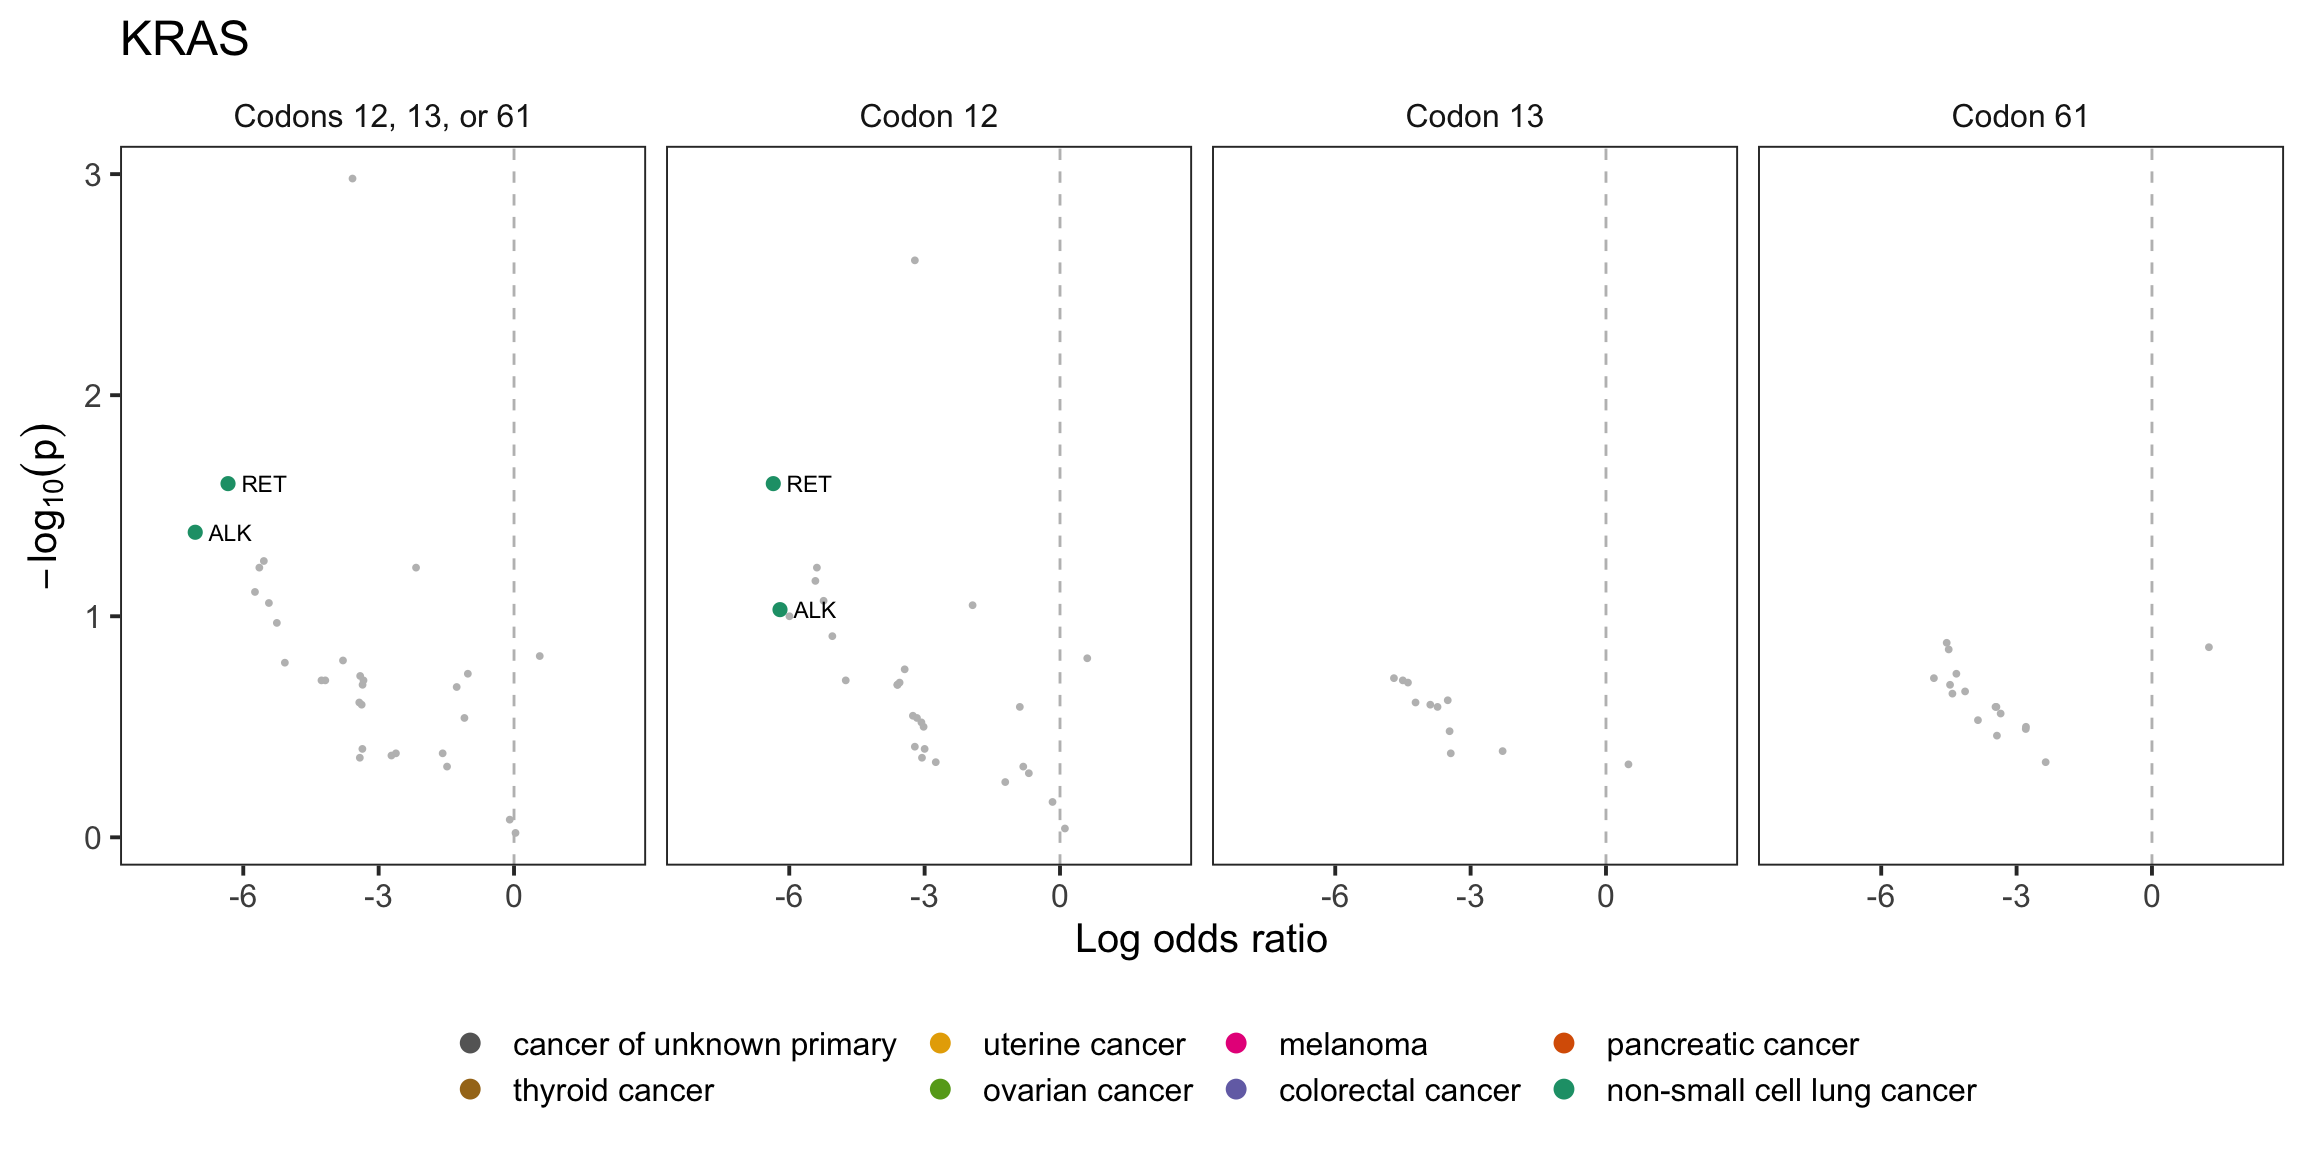 KRAS
Codons 12, 13, or 61
Codon 12
Codon 13
Codon 61
−log10(p)
3
2
1
0
RET
ALK
RET
ALK
-6 -3 0
-6 -3 0
-6 -3 0
-6 -3 0
Log odds ratio
cancer of unknown primary
uterine cancer
melanoma
pancreatic cancer
thyroid cancer
ovarian cancer
colorectal cancer
non-small cell lung cancer